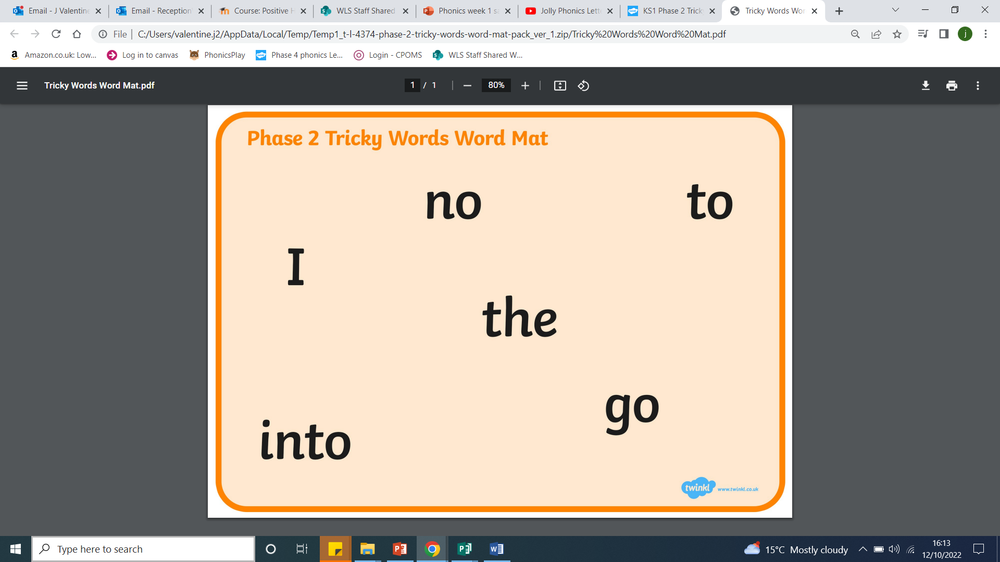 Email - J Valentine
Email - Reception
Course: Positive H
WLS Staff Shared
Phonics week 1 sa
Jolly Phonics Lett
KS1 Phase 2 Trick
Tricky Words Wor
File
C:/Users/valentine.j2/AppData/Local/Temp/Temp1_t-l-4374-phase-2-tricky-words-word-mat-pack_ver_1.zip/Tricky%20Words%20Word%20Mat.pdf
j
Amazon.co.uk: Low...
Log in to canvas
PhonicsPlay
Phase 4 phonics Le...
Login - CPOMS
WLS Staff Shared W...
Tricky Words Word Mat.pdf
1 / 1
80%
Phase 2 Tricky Words Word Mat
no
to
I
the
go
into
twinkl www.twinkl.co.uk
Type here to search
15°C Mostly cloudy
16:13
12/10/2022